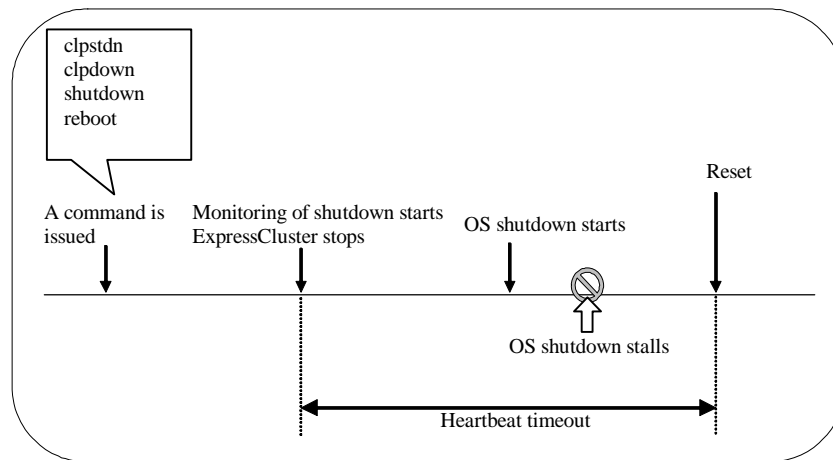 clpstdn
clpdown
shutdown
reboot
A command is
issued
Monitoring of shutdown starts
ExpressCluster stops
OS shutdown starts
Reset
OS shutdown stalls
Heartbeat timeout